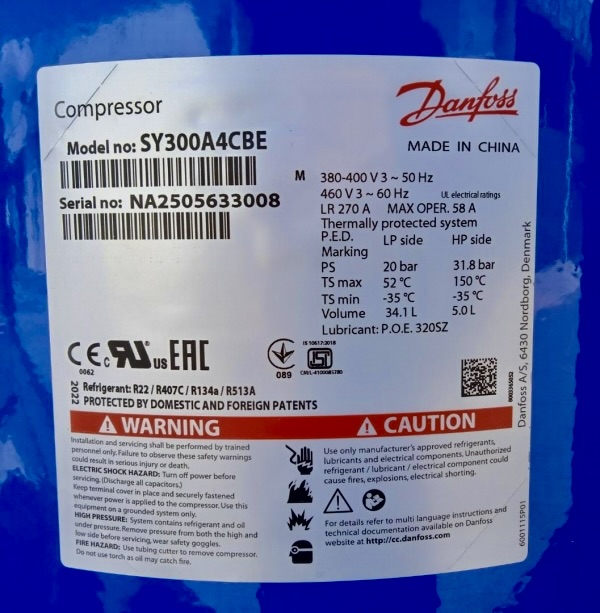 Compressor
Danfoss
MADE IN CHINA
Model no: SY300A4CBE
Serial no: NA2505633008
M 380-400 V 3 ~ 50 Hz
460 V 3 ~ 60 Hz UL electrical ratings
LR 270 A MAX OPER. 58 A
Thermally protected system
P.E.D. LP side HP side
Marking
PS 20 bar 31.8 bar
TS max 52 °C 150 °C
TS min -35 °C -35 °C
Volume 34.1 L 5.0 L
Lubricant: P.O.E. 320SZ
CE c RU us EAC
0062
089
IS 10617:2018
ISI
Refrigerant: R22 / R407C / R134a / R513A
2022 PROTECTED BY DOMESTIC AND FOREIGN PATENTS
Danfoss A/S, 6430 Nordborg, Denmark
WARNING
Installation and servicing shall be performed by trained
personnel only. Failure to observe these safety warnings
could result in serious injury or death.
ELECTRIC SHOCK HAZARD: Turn off power before
servicing. (Discharge all capacitors.)
Keep terminal cover in place and securely fastened
whenever power is applied to the compressor. Use this
equipment on a grounded system only.
HIGH PRESSURE: System contains refrigerant and oil
under pressure. Remove pressure from both the high and
low side before servicing, wear safety goggles.
FIRE HAZARD: Use tubing cutter to remove compressor.
Do not use torch as oil may catch fire.
CAUTION
Use only manufacturer's approved refrigerants,
lubricants and electrical components. Unauthorized
refrigerant / lubricant / electrical component could
cause fires, explosions, electrical shorting.
For details refer to multi language instructions and
technical documentation available on Danfoss
website at http://cc.danfoss.com
6001115P01